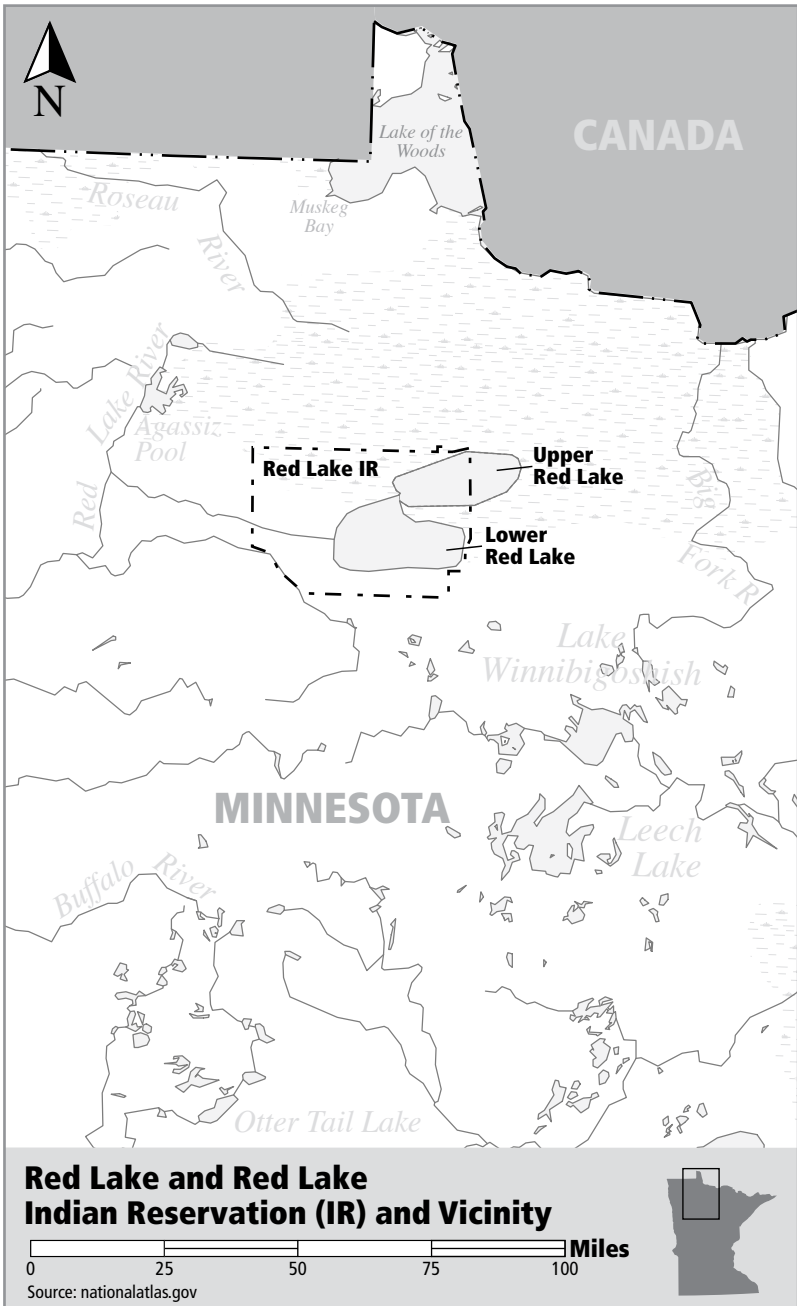 N
CANADA
Lake of the
Woods
Roseau
River
Muskeg
Bay
Red
Lake River
Agassiz
Pool
Red Lake IR
Upper
Red Lake
Lower
Red Lake
Big
Fork R
Lake
Winnibigoshish
MINNESOTA
Leech
Lake
Buffalo River
Otter Tail Lake
Red Lake and Red Lake
Indian Reservation (IR) and Vicinity
Miles
0 25 50 75 100
Source: nationalatlas.gov